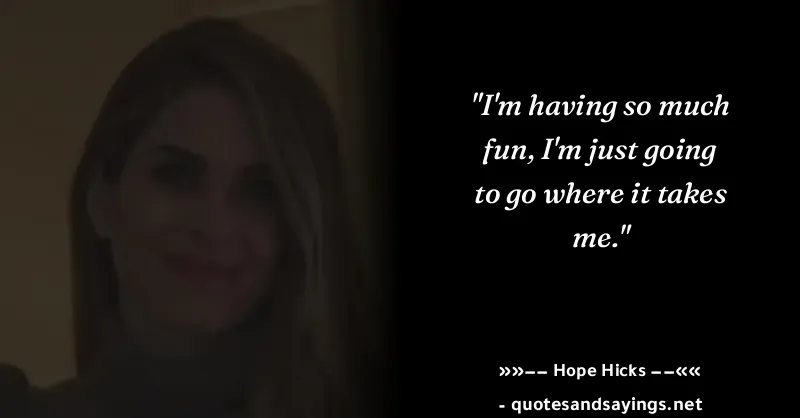 "I'm having so much
fun, I'm just going
to go where it takes
me."
»»−− Hope Hicks −−««
- quotesandsayings.net